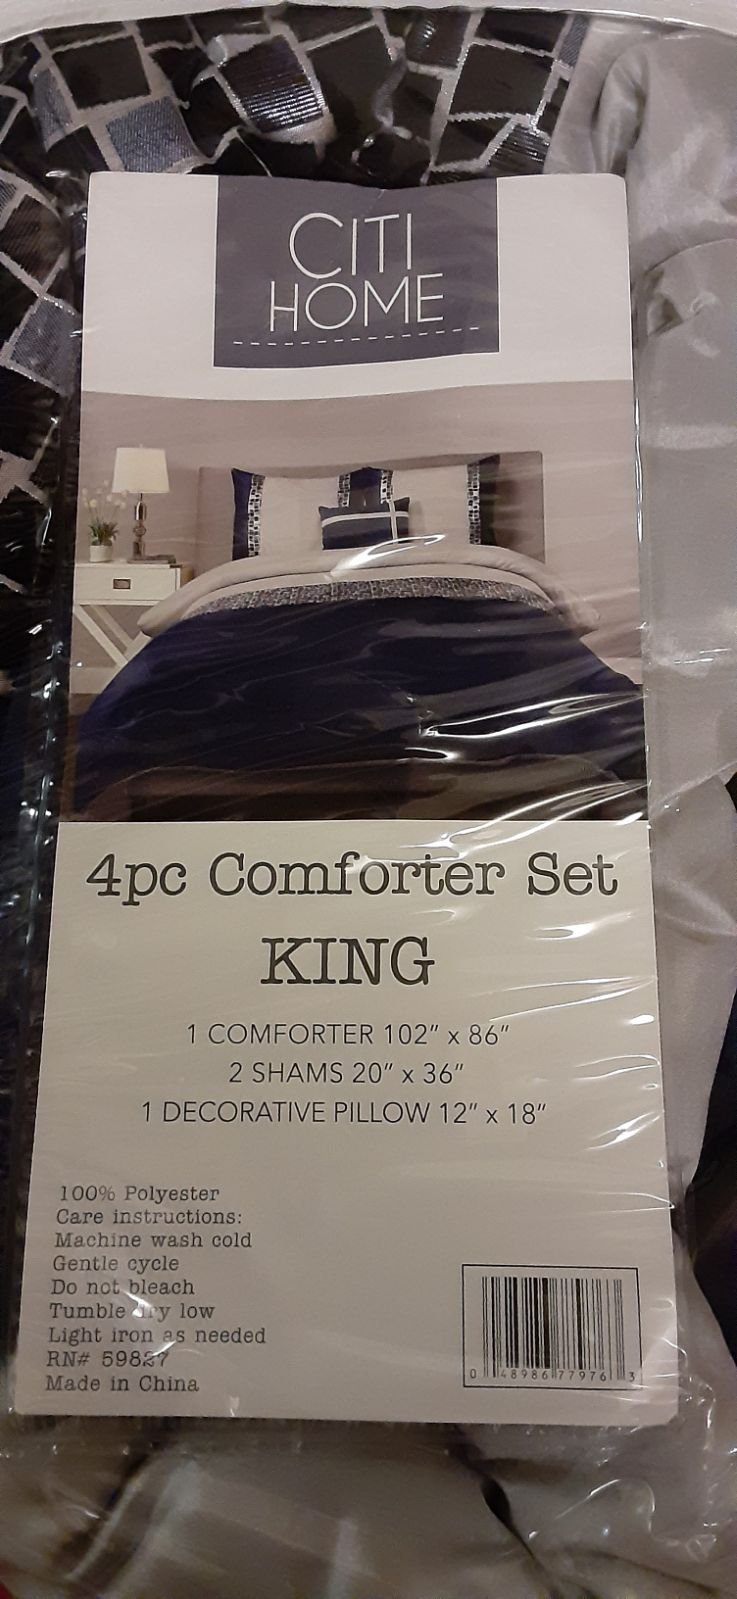 CITI
HOME
4pc Comforter Set
KING
1 COMFORTER 102" x 86"
2 SHAMS 20" x 36"
1 DECORATIVE PILLOW 12" x 18"
100% Polyester
Care instructions:
Machine wash cold
Gentle cycle
Do not bleach
Tumble dry low
Light iron as needed
RN# 59827
Made in China
0 48986 77976 3